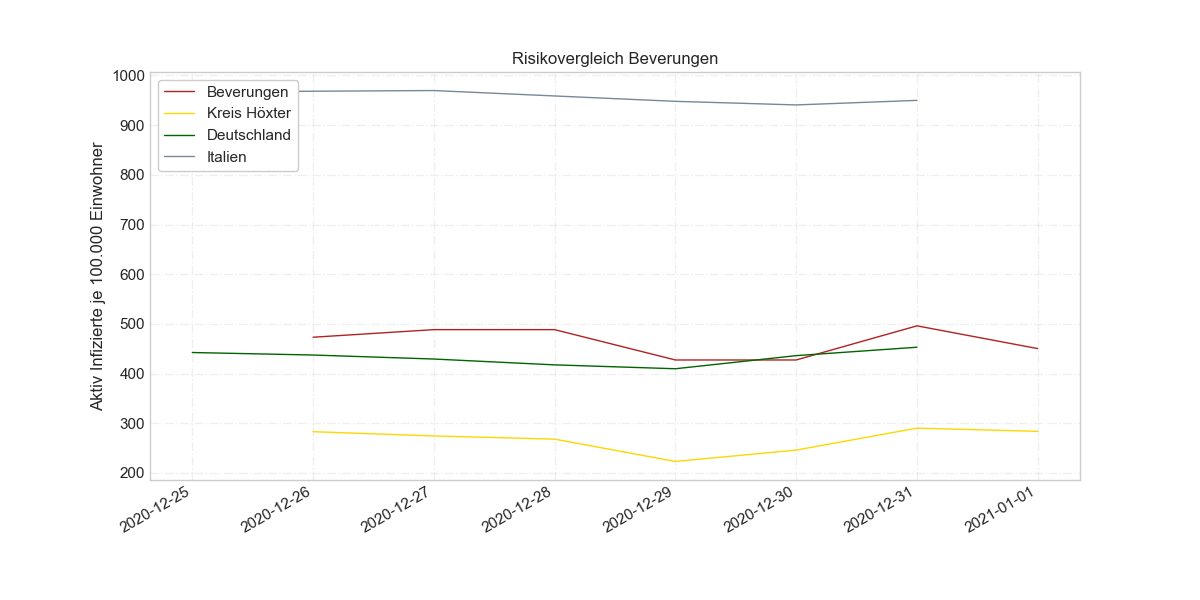 Risikovergleich Beverungen
Aktiv Infizierte je 100.000 Einwohner
1000
900
800
700
600
500
400
300
200
Beverungen
Kreis Höxter
Deutschland
Italien
2020-12-25
2020-12-26
2020-12-27
2020-12-28
2020-12-29
2020-12-30
2020-12-31
2021-01-01